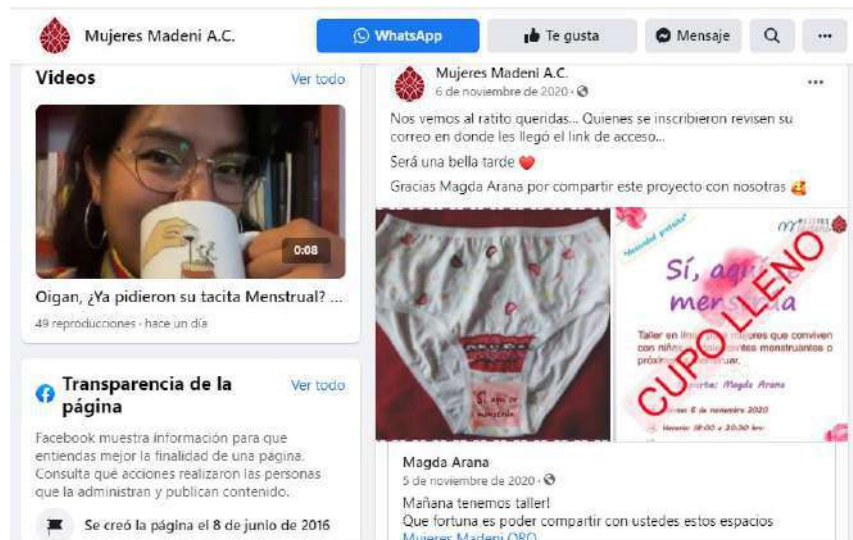 Mujeres Madeni A.C.
WhatsApp
Te gusta
Mensaje
Videos
Ver todo
0:08
Oigan, ¿Ya pidieron su tacita Menstrual? ...
49 reproducciones · hace un día
Transparencia de la
página
Ver todo
Facebook muestra información para que
entiendas mejor la finalidad de una página.
Consulta qué acciones realizaron las personas
que la administran y publican contenido.
Se creó la página el 8 de junio de 2016
Mujeres Madeni A.C.
6 de noviembre de 2020 ·
Nos vemos al ratito queridas... Quienes se inscribieron revisen su
correo en donde les llegó el link de acceso...
Será una bella tarde
Gracias Magda Arana por compartir este proyecto con nosotras
Sí, aquí se
menstrúa
MUJERES
Madeni
Sí,
Taller en
que conviven
con
menstruantes o
CUPO LLENO
Magda Arana
6 de noviembre 2020
Horario: 18:00 a 20:00 hrs
Magda Arana
5 de noviembre de 2020 ·
Mañana tenemos taller!
Que fortuna es poder compartir con ustedes estos espacios
Mujeres Madeni QRO